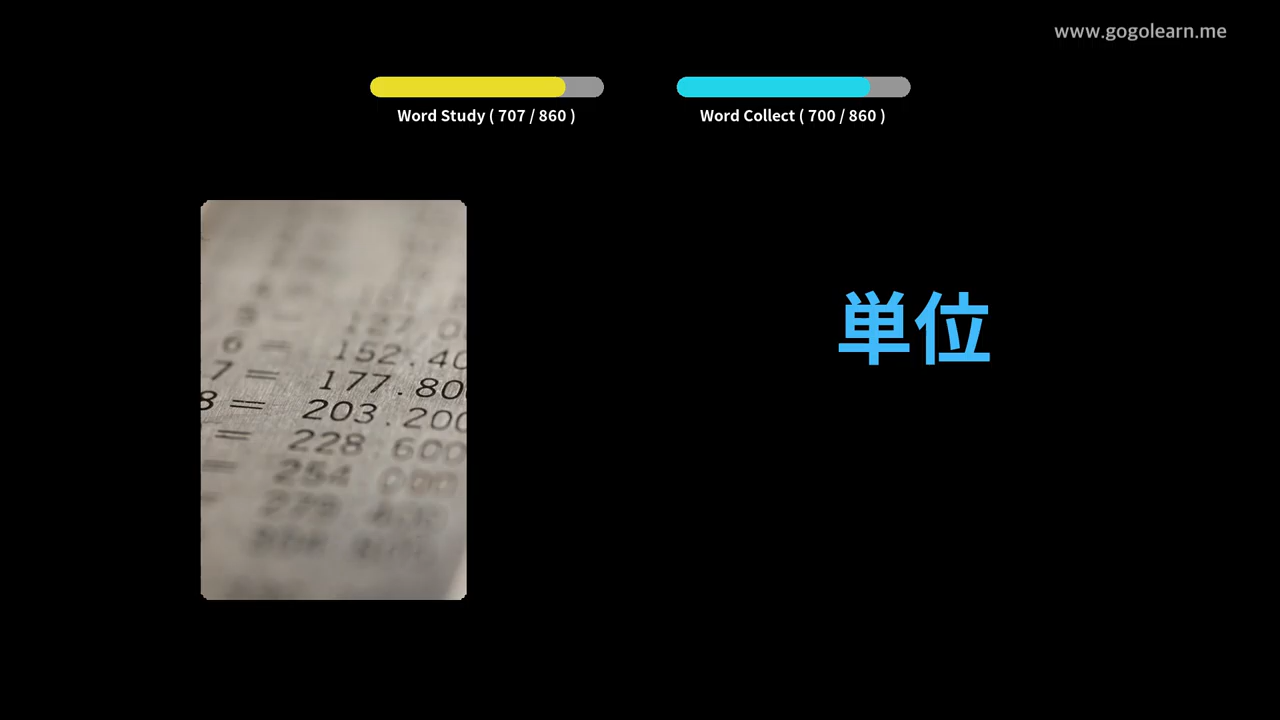 www.gogolearn.me
Word Study ( 707 / 860 )
Word Collect ( 700 / 860 )
6 = 152.40
7 = 177.80
8 = 203.200
= 228.600
= 254
単位